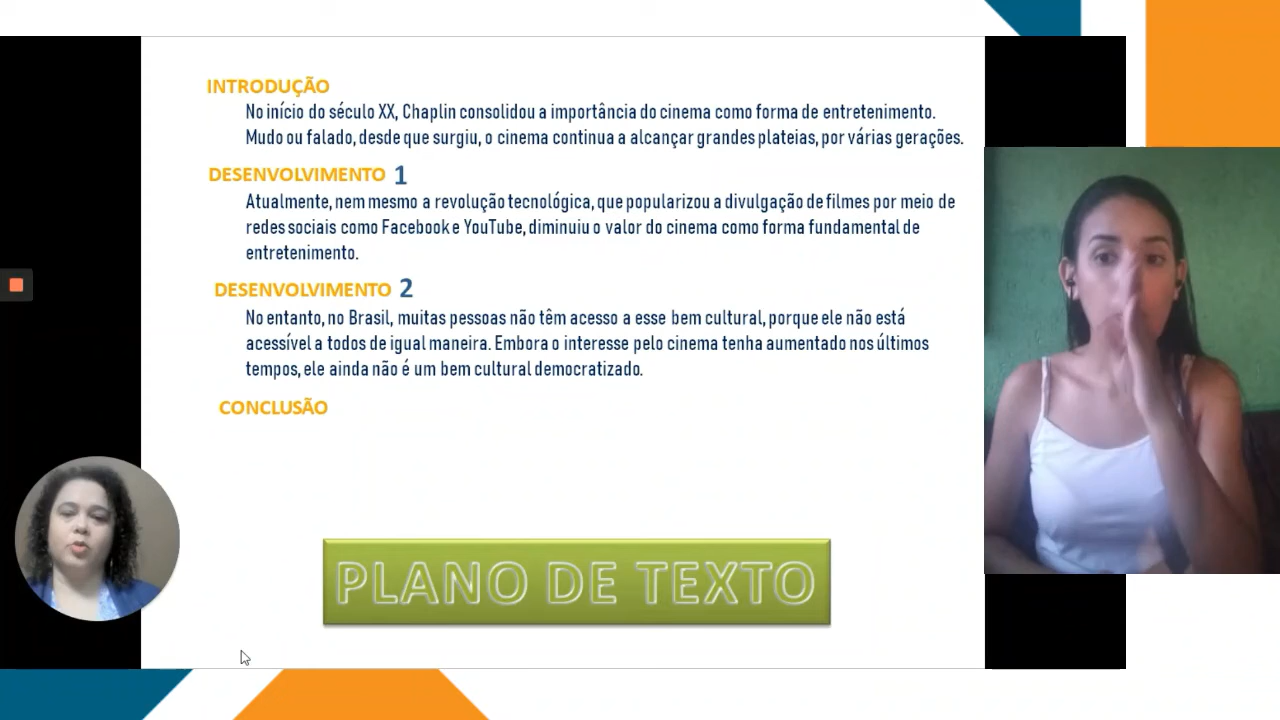 INTRODUÇÃO
No início do século XX, Chaplin consolidou a importância do cinema como forma de entretenimento.
Mudo ou falado, desde que surgiu, o cinema continua a alcançar grandes plateias, por várias gerações.
DESENVOLVIMENTO 1
Atualmente, nem mesmo a revolução tecnológica, que popularizou a divulgação de filmes por meio de
redes sociais como Facebook e YouTube, diminuiu o valor do cinema como forma fundamental de
entretenimento.
DESENVOLVIMENTO 2
No entanto, no Brasil, muitas pessoas não têm acesso a esse bem cultural, porque ele não está
acessível a todos de igual maneira. Embora o interesse pelo cinema tenha aumentado nos últimos
tempos, ele ainda não é um bem cultural democratizado.
CONCLUSÃO
PLANO DE TEXTO